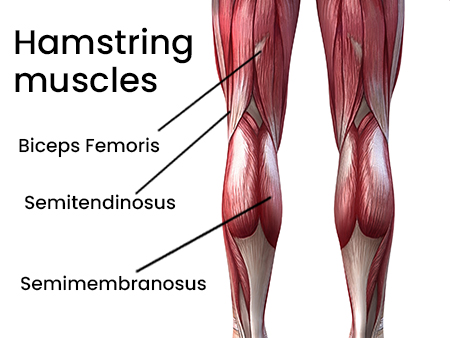 Hamstring
muscles
Biceps Femoris
Semitendinosus
Semimembranosus